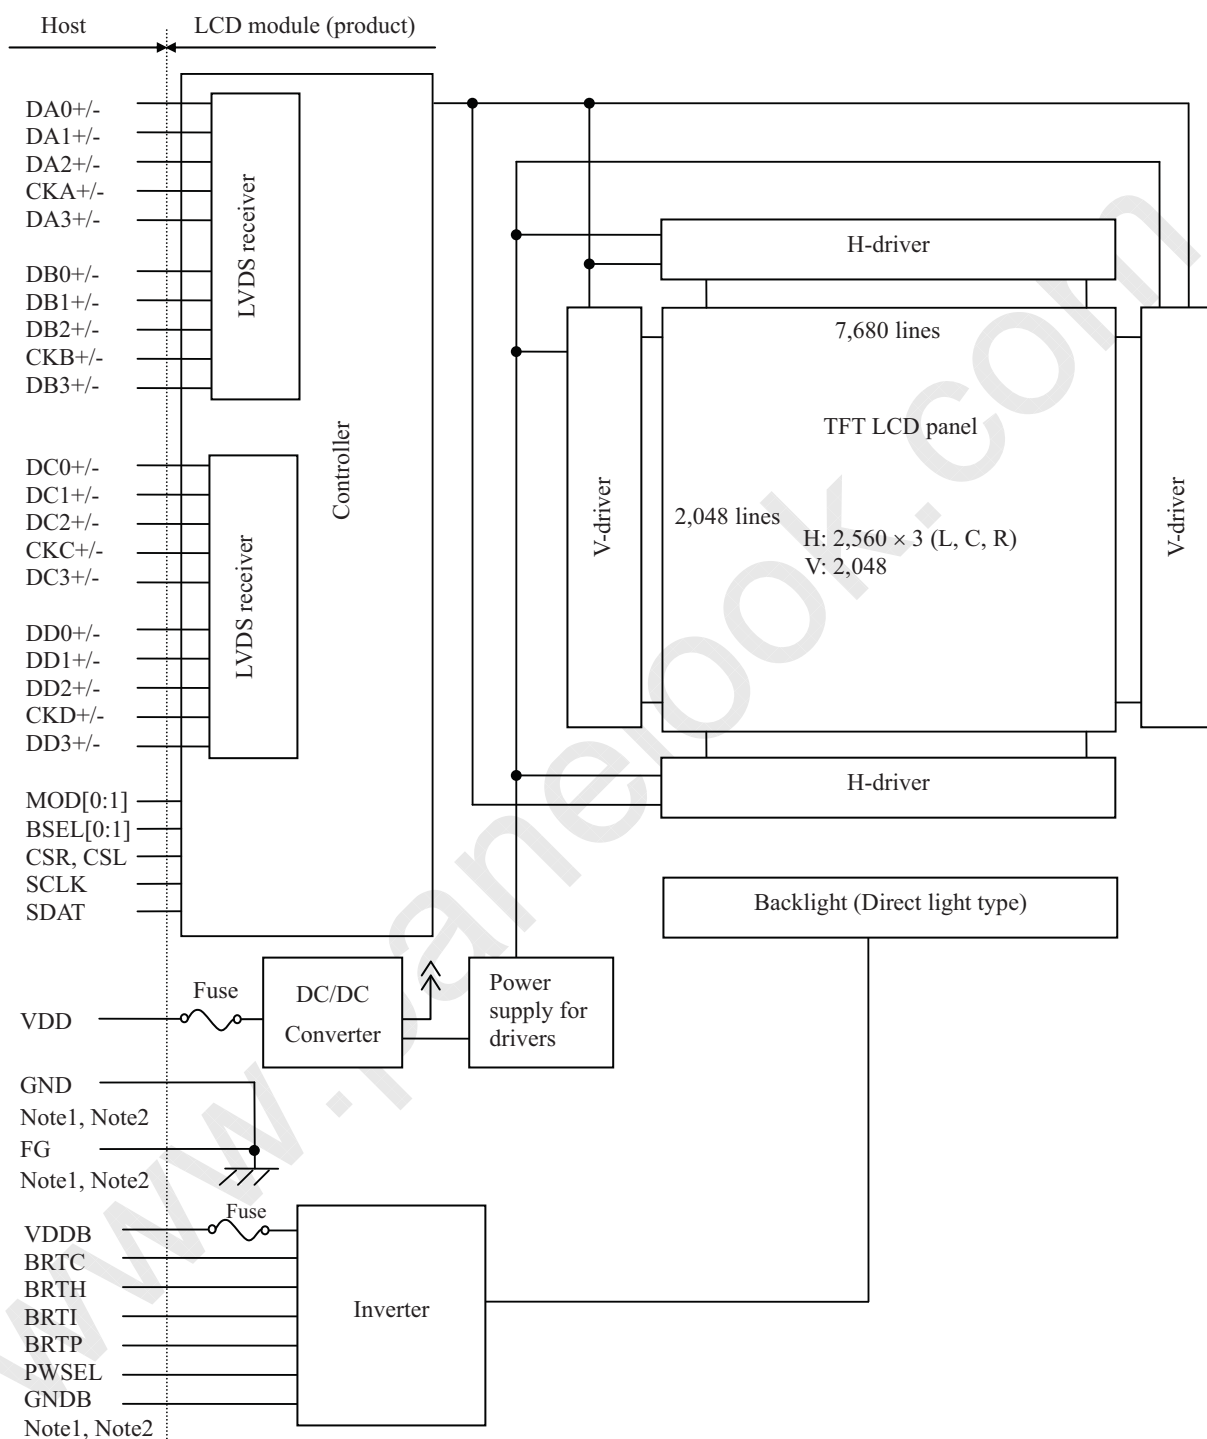 Host
LCD module (product)
DA0+/-
DA1+/-
DA2+/-
CKA+/-
DA3+/-
DB0+/-
DB1+/-
DB2+/-
CKB+/-
DB3+/-
LVDS receiver
DC0+/-
DC1+/-
DC2+/-
CKC+/-
DC3+/-
DD0+/-
DD1+/-
DD2+/-
CKD+/-
DD3+/-
LVDS receiver
MOD[0:1]
BSEL[0:1]
CSR, CSL
SCLK
SDAT
Controller
H-driver
7,680 lines
TFT LCD panel
2,048 lines
H: 2,560 × 3 (L, C, R)
V: 2,048
V-driver
V-driver
H-driver
Backlight (Direct light type)
VDD
Fuse
DC/DC
Converter
Power
supply for
drivers
GND
Note1, Note2
FG
Note1, Note2
VDDB
Fuse
BRTC
BRTH
BRTI
BRTP
PWSEL
GNDB
Note1, Note2
Inverter
www.panelook.com